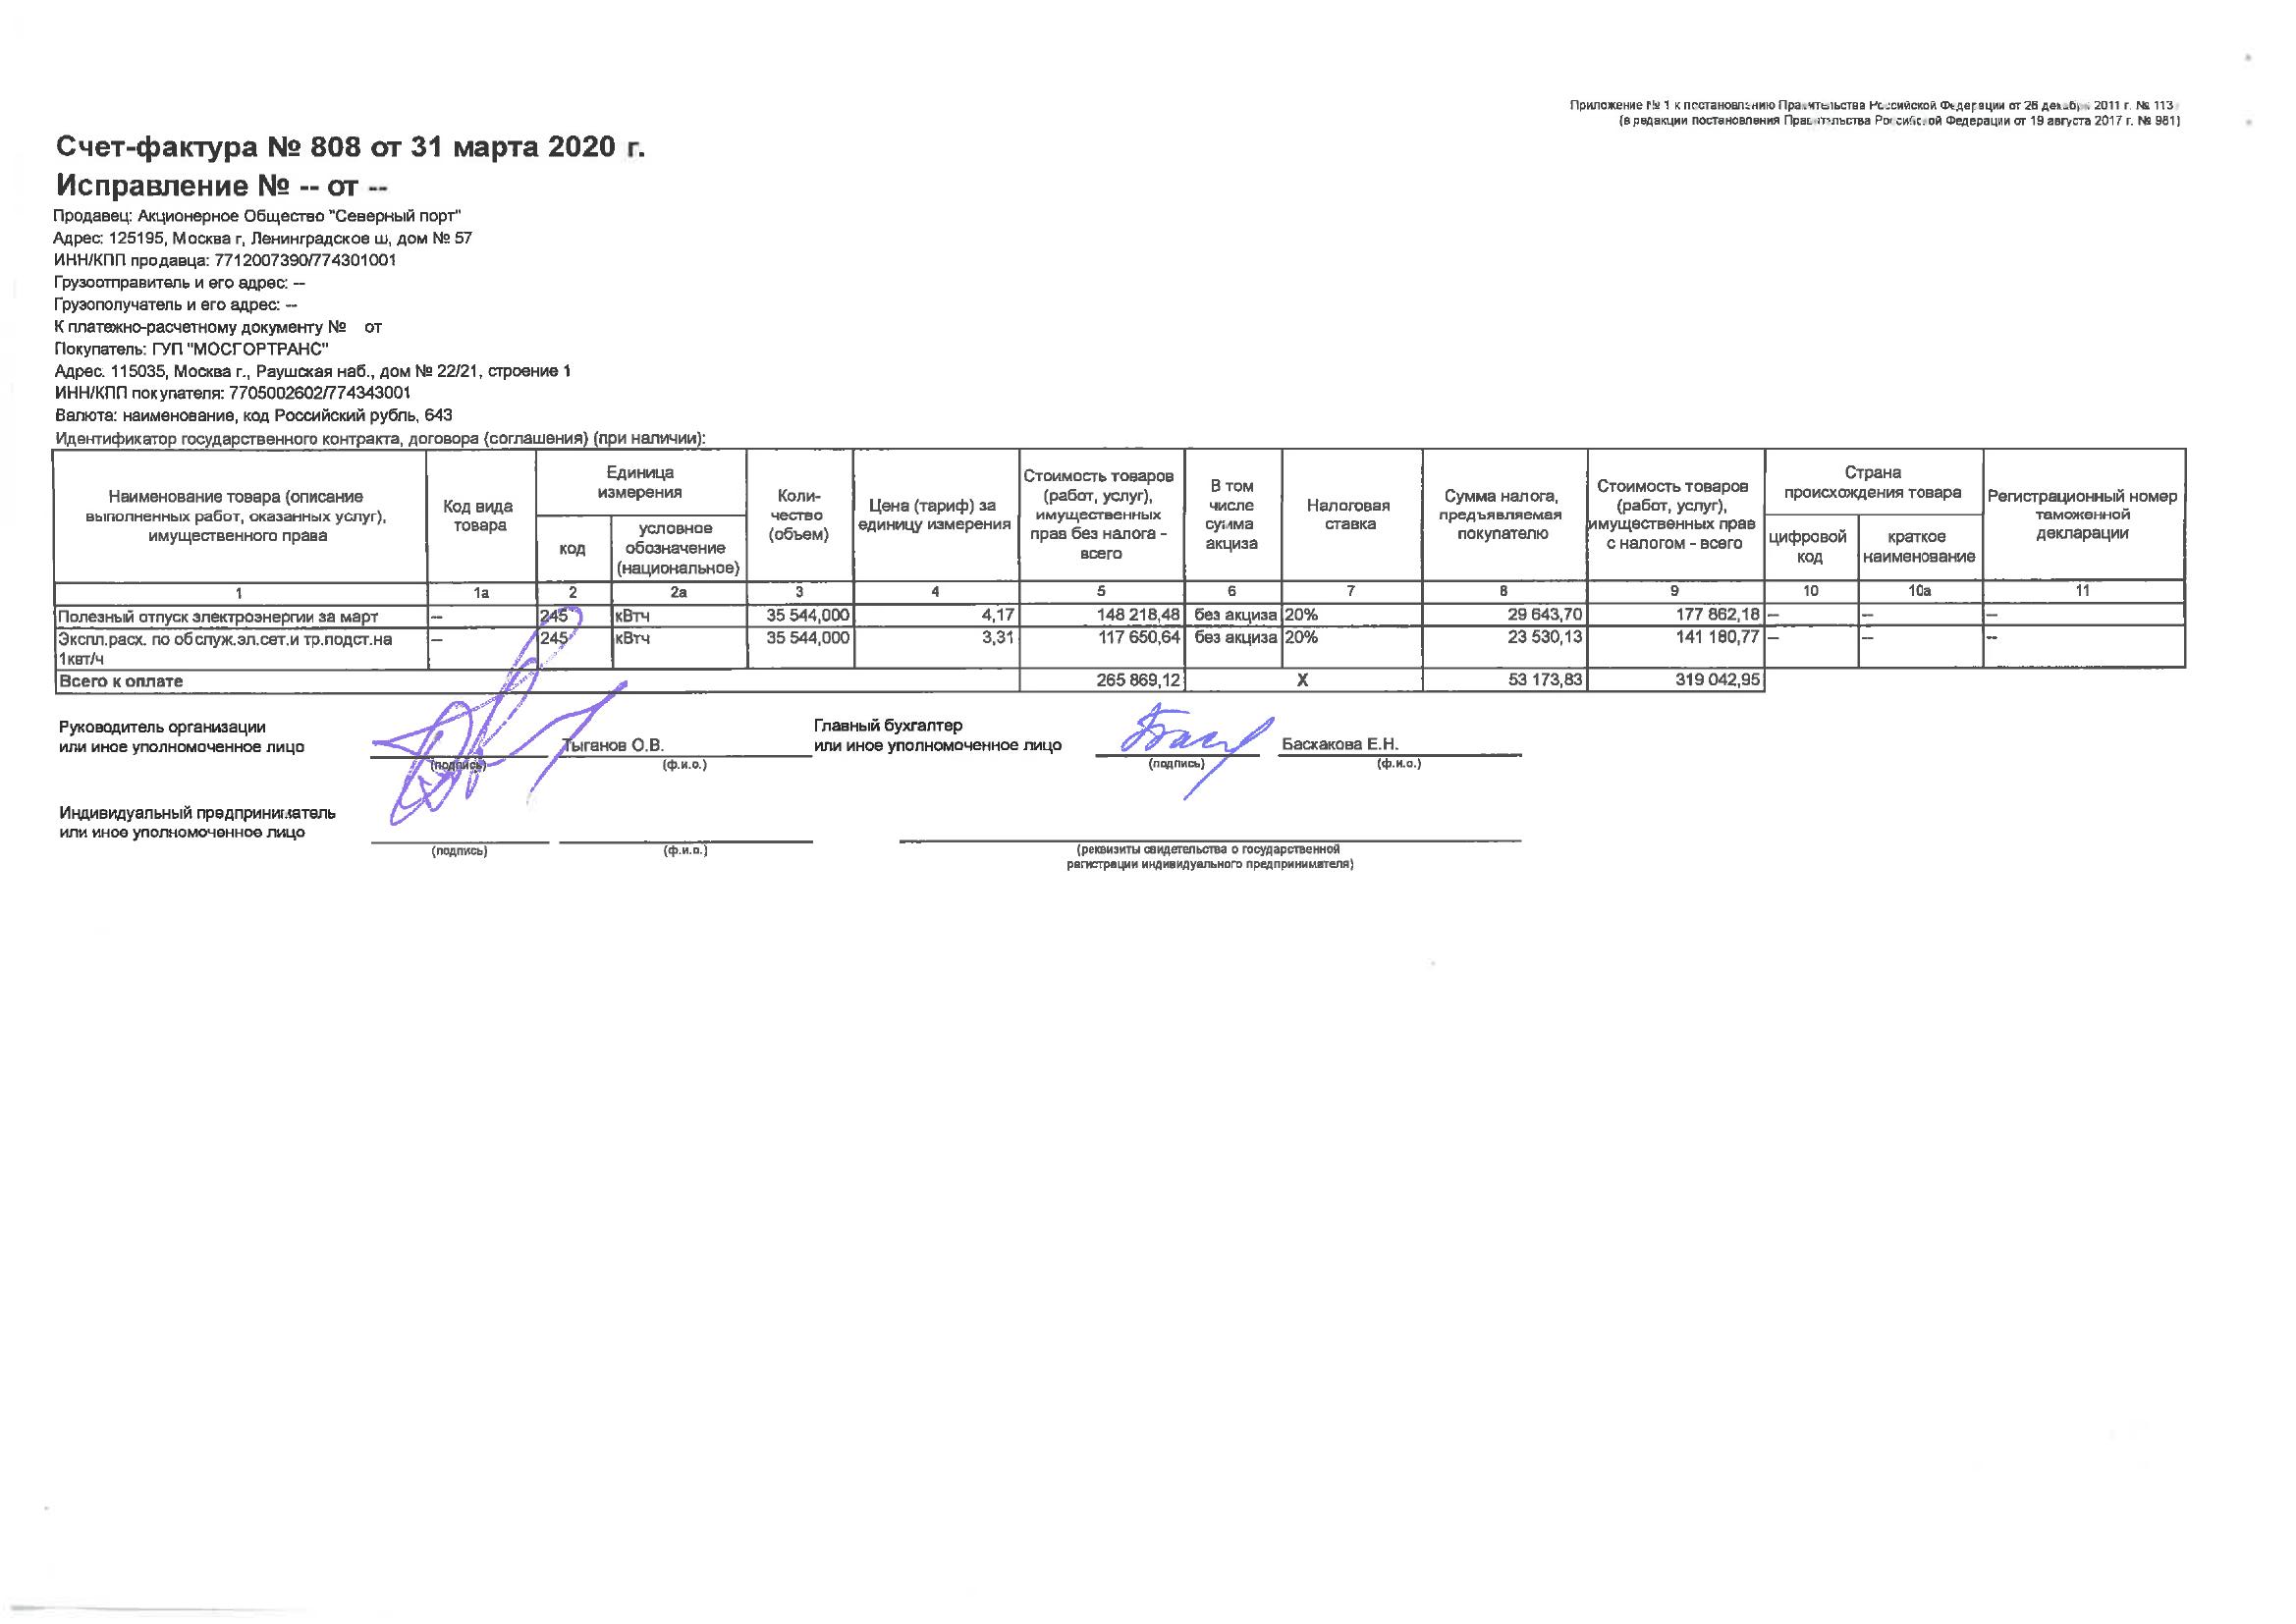 Приложение № 1 к постановлению Правительства Российской Федерации от 26 декабря 2011 г. № 113
(в редакции постановления Правительства Российской Федерации от 19 августа 2017 г. № 981)
Счет-фактура № 808 от 31 марта 2020 г.
Исправление № -- от --
Продавец: Акционерное Общество "Северный порт"
Адрес: 125195, Москва г, Ленинградское ш, дом № 57
ИНН/КПП продавца: 7712007390/774301001
Грузоотправитель и его адрес: --
Грузополучатель и его адрес: --
К платежно-расчетному документу № от
Покупатель: ГУП "МОСГОРТРАНС"
Адрес. 115035, Москва г., Раушская наб., дом № 22/21, строение 1
ИНН/КПП покупателя: 7705002602/774343001
Валюта: наименование, код Российский рубль, 643
Идентификатор государственного контракта, договора (соглашения) (при наличии):
Наименование товара (описание
выполненных работ, оказанных услуг),
имущественного права
Код вида
товара
Единица
измерения
код
условное
обозначение
(национальное)
Коли-
чество
(объем)
Цена (тариф) за
единицу измерения
Стоимость товаров
(работ, услуг),
имущественных
прав без налога -
всего
В том
числе
сумма
акциза
Налоговая
ставка
Сумма налога,
предъявляемая
покупателю
Стоимость товаров
(работ, услуг),
имущественных прав
с налогом - всего
Страна
происхождения товара
цифровой
код
краткое
наименование
Регистрационный номер
таможенной
декларации
1 1а 2 2а 3 4 5 6 7 8 9 10 10а 11
Полезный отпуск электроэнергии за март -- 245 кВтч 35 544,000 4,17 148 218,48 без акциза 20% 29 643,70 177 862,18 -- -- --
Экспл.расх. по обслуж.эл.сет.и тр.подст.на -- 245 кВтч 35 544,000 3,31 117 650,64 без акциза 20% 23 530,13 141 180,77 -- -- --
1квт/ч
Всего к оплате 265 869,12 X 53 173,83 319 042,95
Руководитель организации
или иное уполномоченное лицо Тыганов О.В.
(подпись) (ф.и.о.)
Главный бухгалтер
или иное уполномоченное лицо Баскакова Е.Н.
(подпись) (ф.и.о.)
Индивидуальный предприниматель
или иное уполномоченное лицо
(подпись) (ф.и.о.)
(реквизиты свидетельства о государственной
регистрации индивидуального предпринимателя)